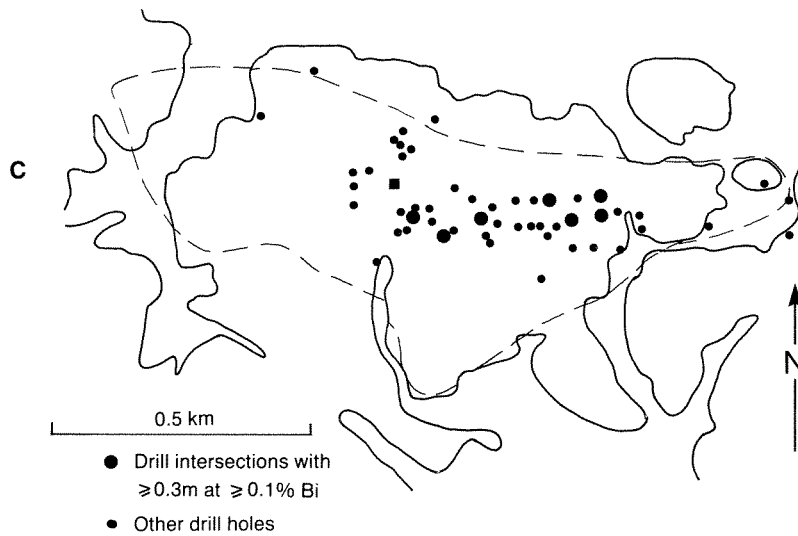 C
N
0.5 km
Drill intersections with
⩾0.3m at ⩾0.1% Bi
Other drill holes